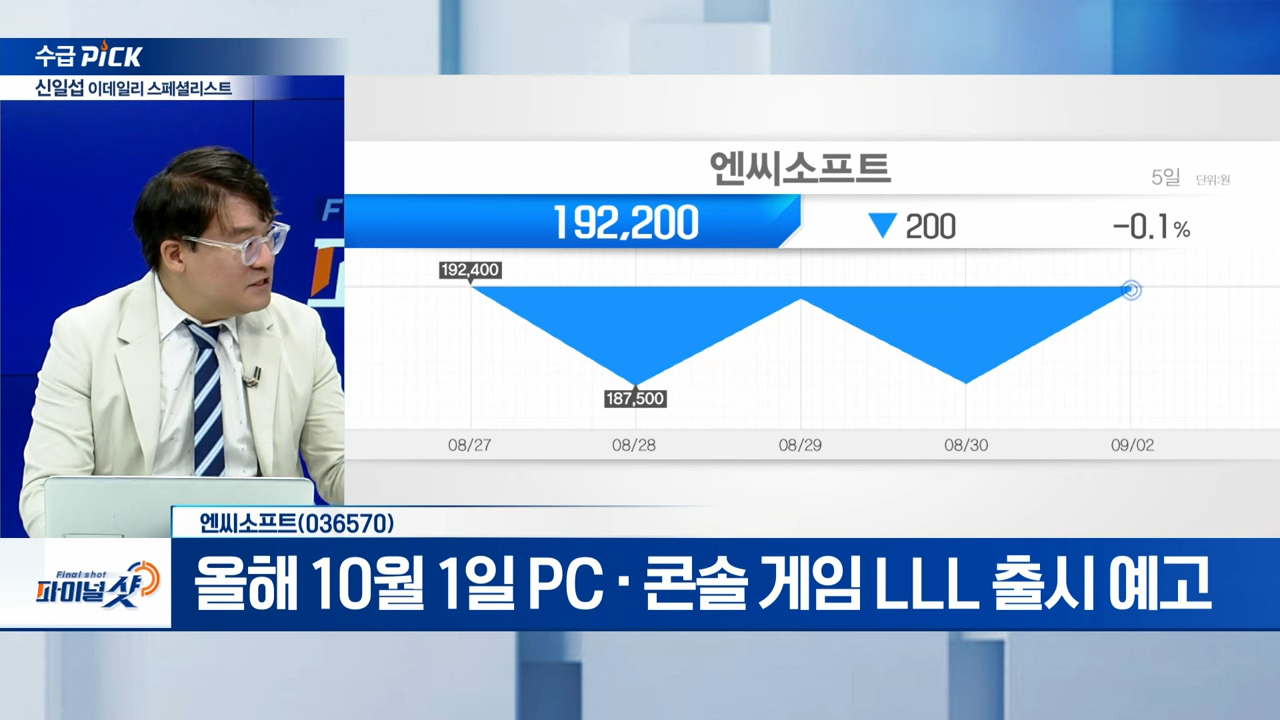 수급 PiCK
신일섭 이데일리 스페셜리스트
F
엔씨소프트
5일 단위:원
192,200 ▼ 200 -0.1%
192,400
187,500
08/27 08/28 08/29 08/30 09/02
엔씨소프트(036570)
Final shot
파이널샷
올해 10월 1일 PC·콘솔 게임 LLL 출시 예고